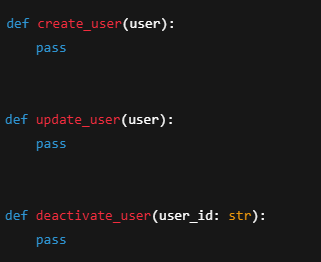 def create_user(user):
    pass
def update_user(user):
    pass
def deactivate_user(user_id: str):
    pass